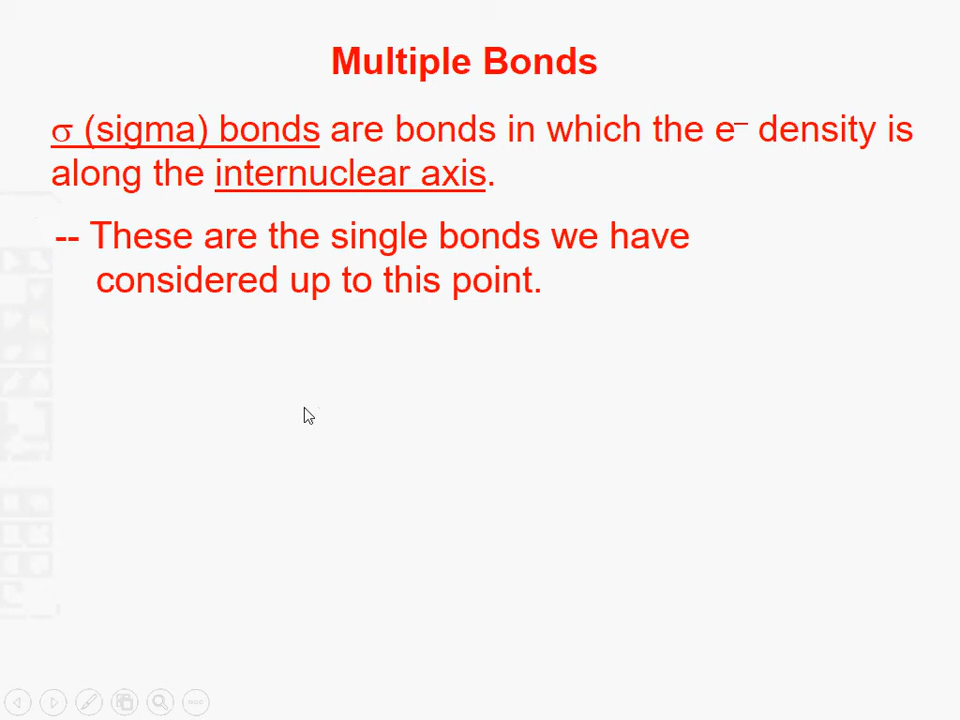 Multiple Bonds
σ (sigma) bonds are bonds in which the e– density is
along the internuclear axis.
-- These are the single bonds we have
considered up to this point.